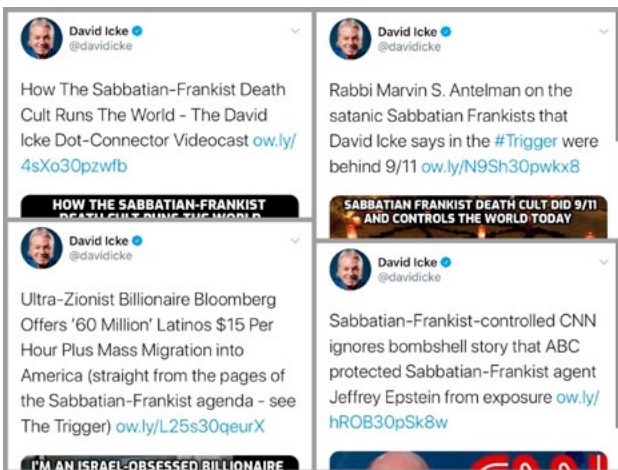 David Icke
@davidicke
How The Sabbatian-Frankist Death
Cult Runs The World - The David
Icke Dot-Connector Videocast ow.ly/
4sXo30pzwfb
HOW THE SABBATIAN-FRANKIST
DEATH CULT RUNS THE WORLD
David Icke
@davidicke
Rabbi Marvin S. Antelman on the
satanic Sabbatian Frankists that
David Icke says in the #Trigger were
behind 9/11 ow.ly/N9Sh30pwkx8
SABBATIAN FRANKIST DEATH CULT DID 9/11
AND CONTROLS THE WORLD TODAY
David Icke
@davidicke
Ultra-Zionist Billionaire Bloomberg
Offers '60 Million' Latinos $15 Per
Hour Plus Mass Migration into
America (straight from the pages of
the Sabbatian-Frankist agenda - see
The Trigger) ow.ly/L25s30qeurX
I'M AN ISRAEL-OBSESSED BILLIONAIRE
David Icke
@davidicke
Sabbatian-Frankist-controlled CNN
ignores bombshell story that ABC
protected Sabbatian-Frankist agent
Jeffrey Epstein from exposure ow.ly/
hROB30pSk8w
CNN